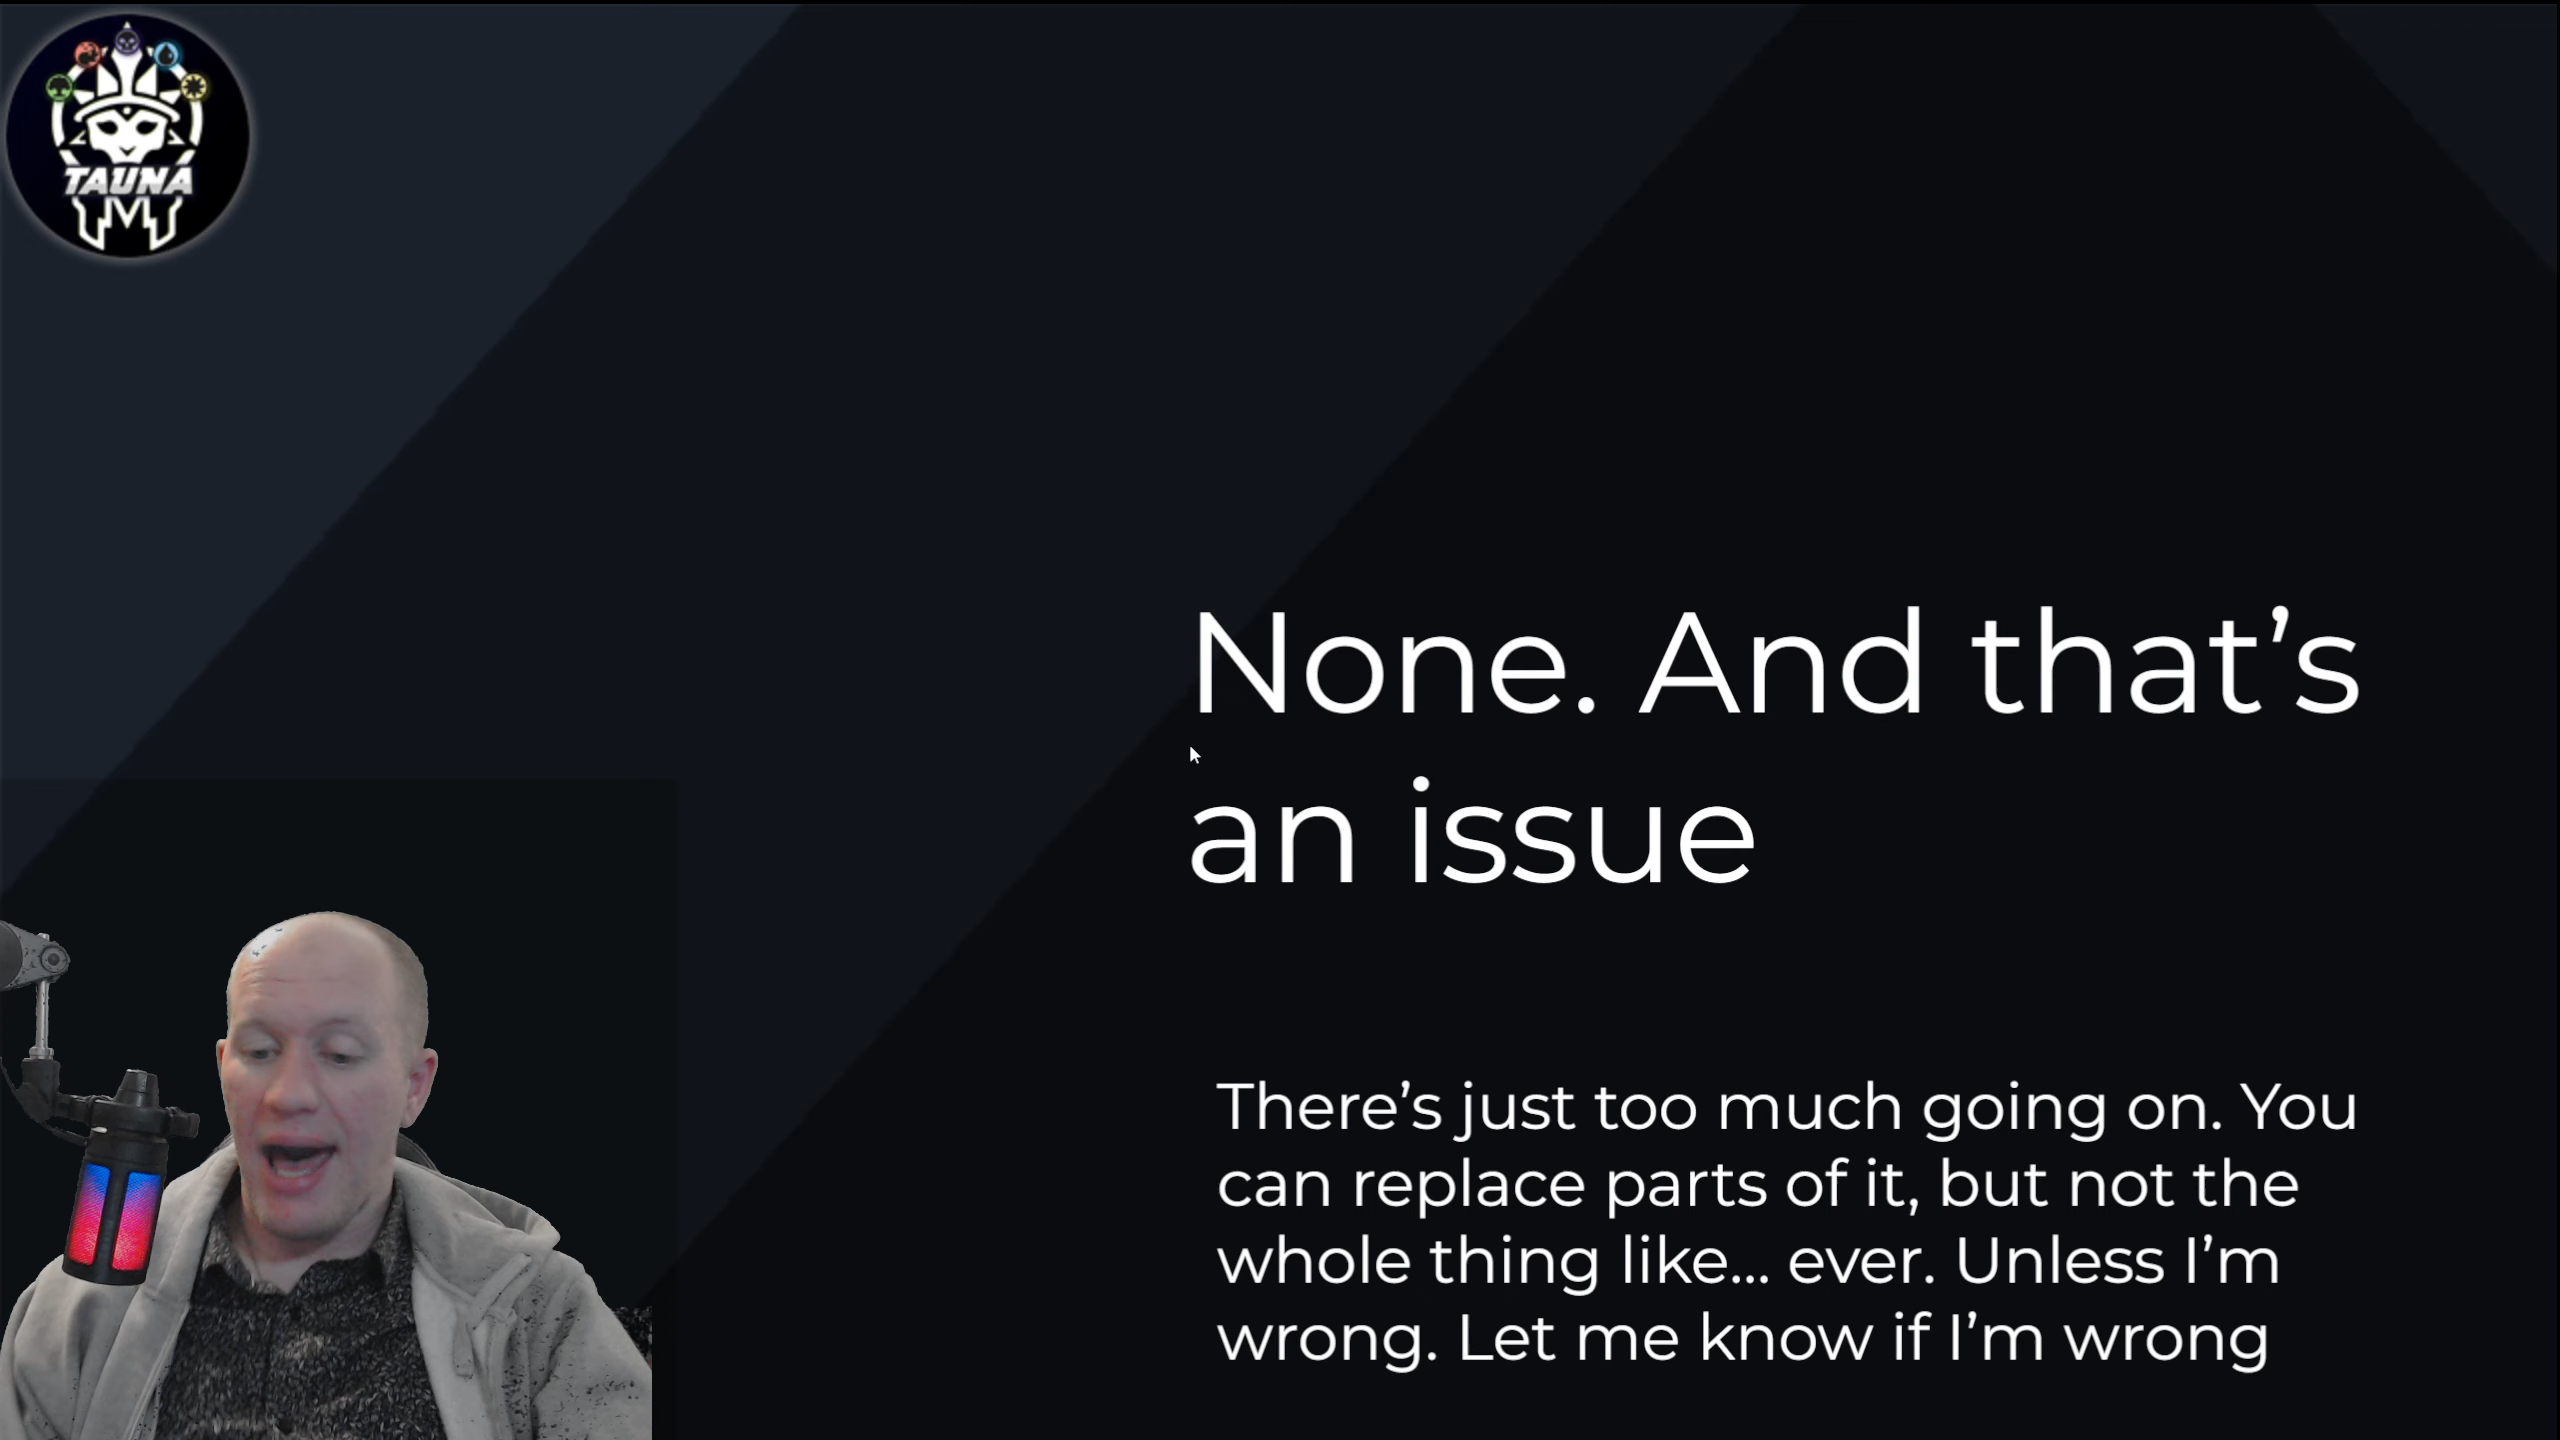 TAUNA
None. And that’s
an issue
There’s just too much going on. You
can replace parts of it, but not the
whole thing like... ever. Unless I’m
wrong. Let me know if I’m wrong